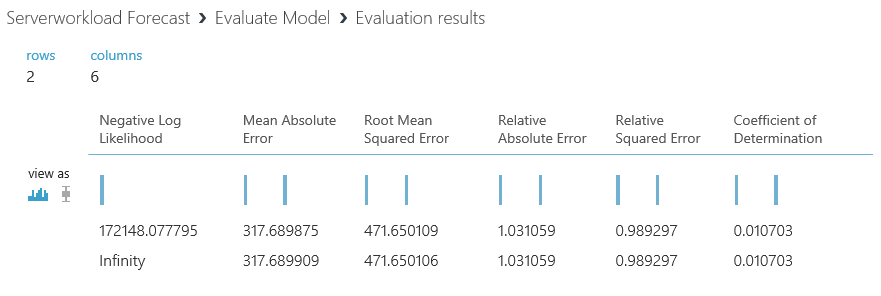 Serverworkload Forecast › Evaluate Model › Evaluation results
rows columns
2 6
Negative Log Mean Absolute Root Mean Relative Relative Coefficient of
Likelihood Error Squared Error Absolute Error Squared Error Determination
view as
172148.077795 317.689875 471.650109 1.031059 0.989297 0.010703
Infinity 317.689909 471.650106 1.031059 0.989297 0.010703